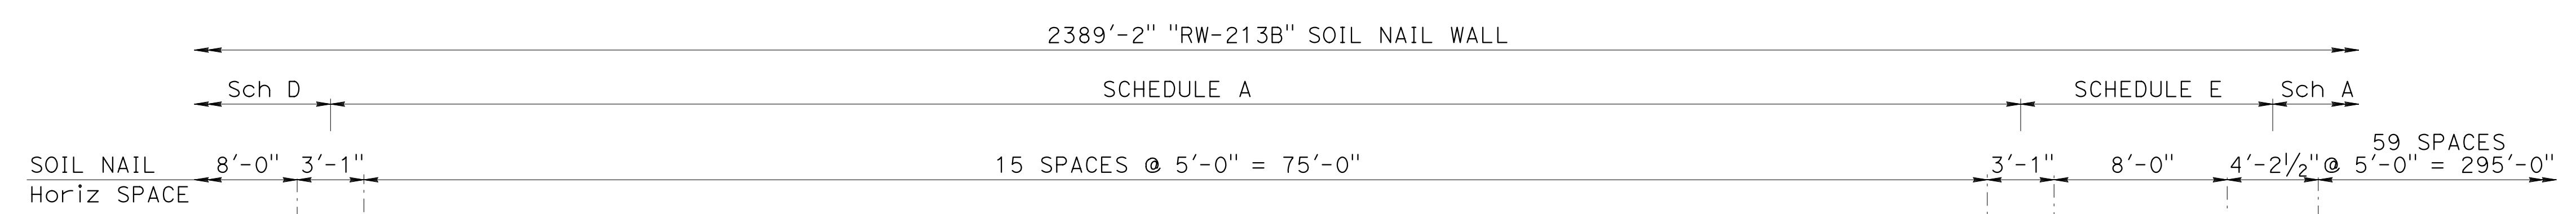 2389'-2" "RW-213B" SOIL NAIL WALL
Sch D SCHEDULE A SCHEDULE E Sch A
59 SPACES
SOIL NAIL 8'-0" 3'-1" 15 SPACES @ 5'-0" = 75'-0" 3'-1" 8'-0" 4'-2½" @ 5'-0" = 295'-0"
Horiz SPACE